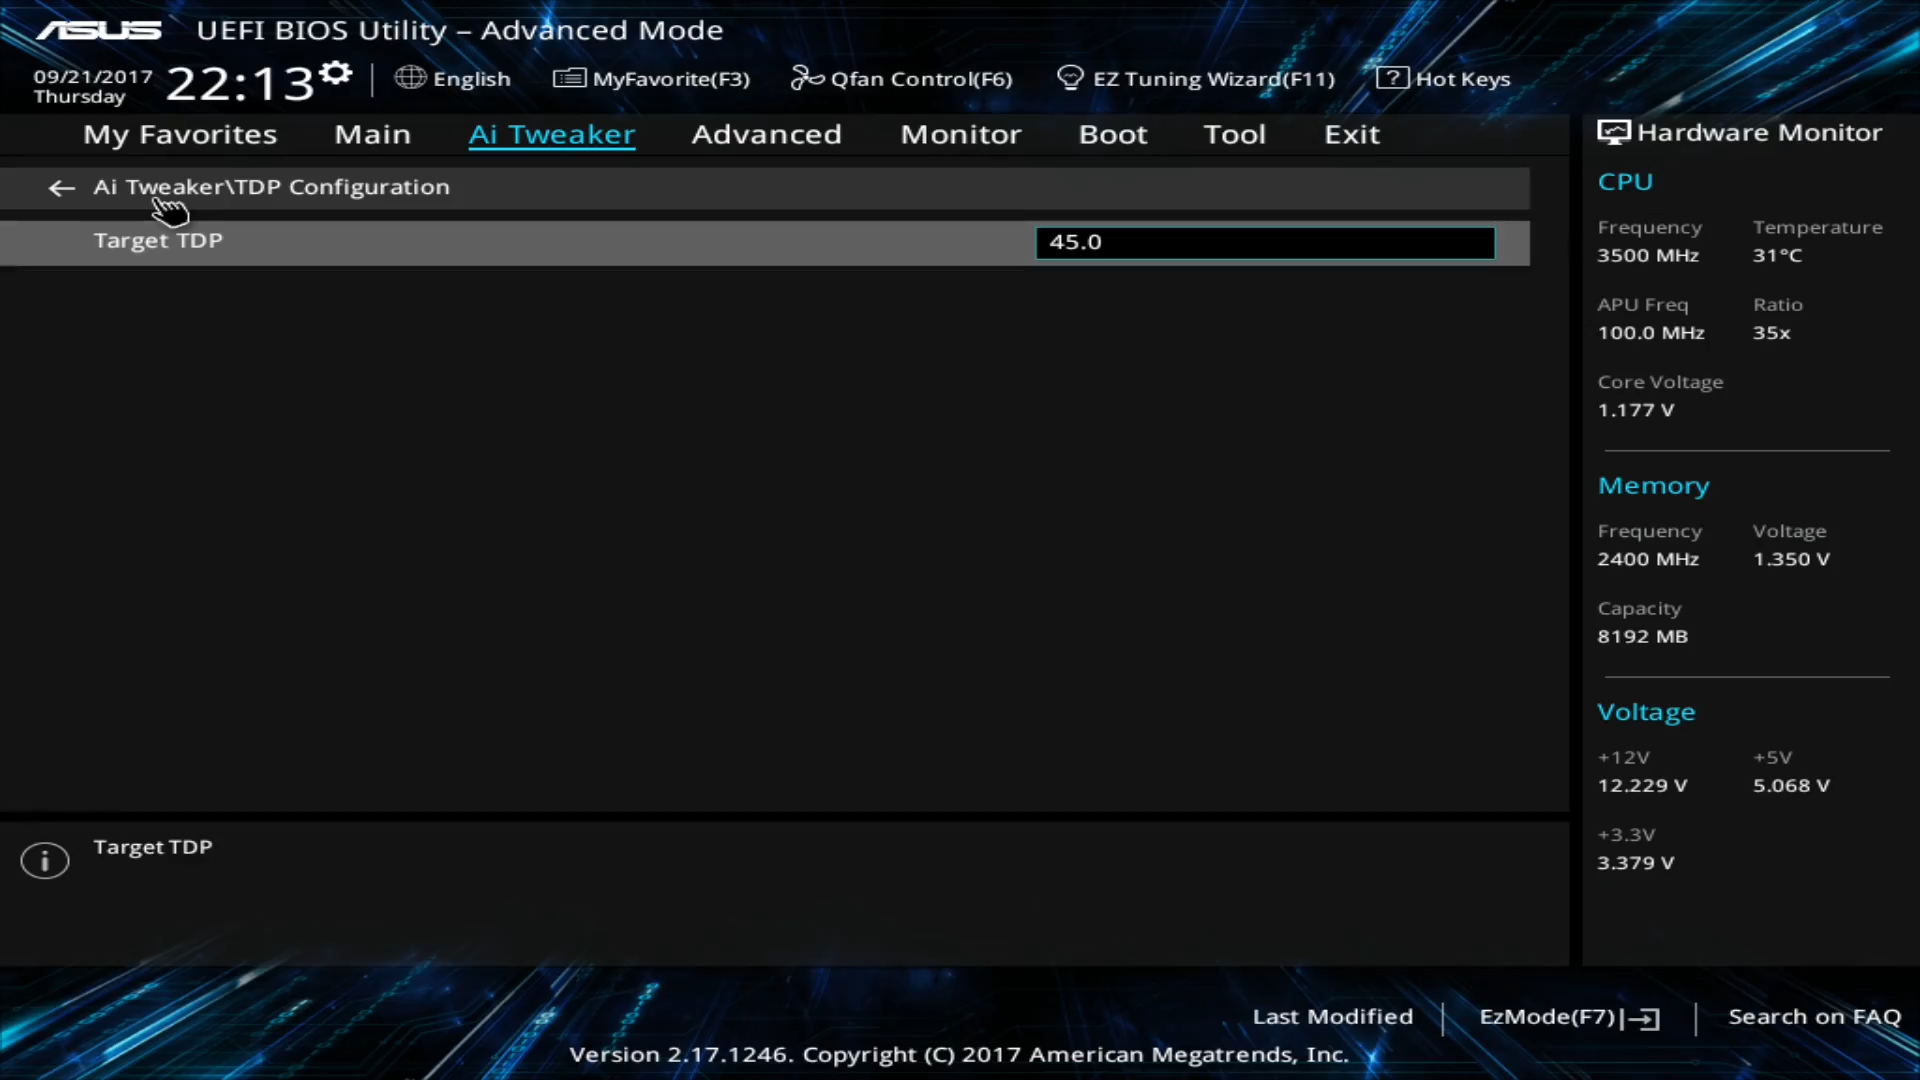 ASUS UEFI BIOS Utility – Advanced Mode
09/21/2017
Thursday
22:13
English MyFavorite(F3) Qfan Control(F6) EZ Tuning Wizard(F11) ? Hot Keys
My Favorites Main Ai Tweaker Advanced Monitor Boot Tool Exit
Ai Tweaker\TDP Configuration
Target TDP 45.0
Target TDP
Hardware Monitor
CPU
Frequency Temperature
3500 MHz 31°C
APU Freq Ratio
100.0 MHz 35x
Core Voltage
1.177 V
Memory
Frequency Voltage
2400 MHz 1.350 V
Capacity
8192 MB
Voltage
+12V +5V
12.229 V 5.068 V
+3.3V
3.379 V
Last Modified EzMode(F7) Search on FAQ
Version 2.17.1246. Copyright (C) 2017 American Megatrends, Inc.